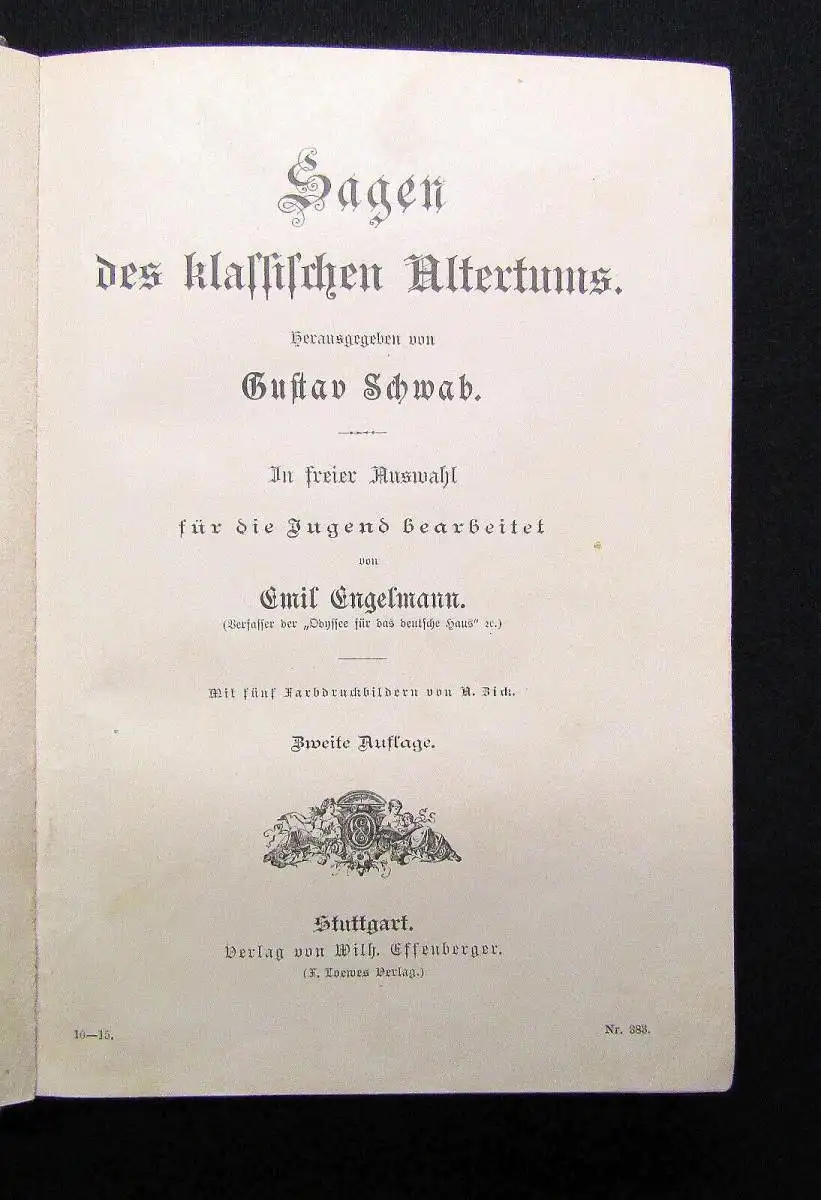 Sagen
des klassischen Altertums.
Herausgegeben von
Gustav Schwab.
In freier Auswahl
für die Jugend bearbeitet
von
Emil Engelmann.
(Verfasser der „Odyssee für das deutsche Haus" ꝛc.)
Mit fünf Farbdruckbildern von A. Zick.
Zweite Auflage.
Stuttgart.
Verlag von Wilh. Effenberger.
(F. Loewes Verlag.)
10—15. Nr. 383.